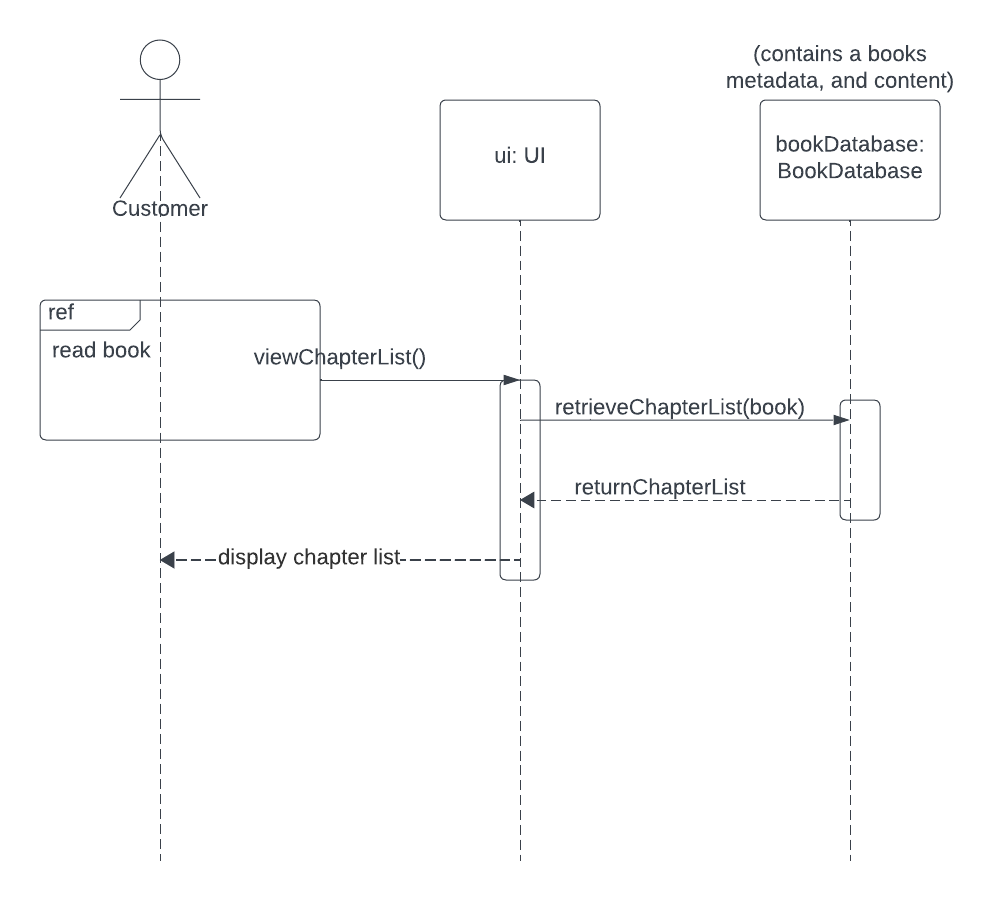 (contains a books
metadata, and content)
ui: UI
bookDatabase:
BookDatabase
Customer
ref
read book
viewChapterList()
retrieveChapterList(book)
returnChapterList
display chapter list